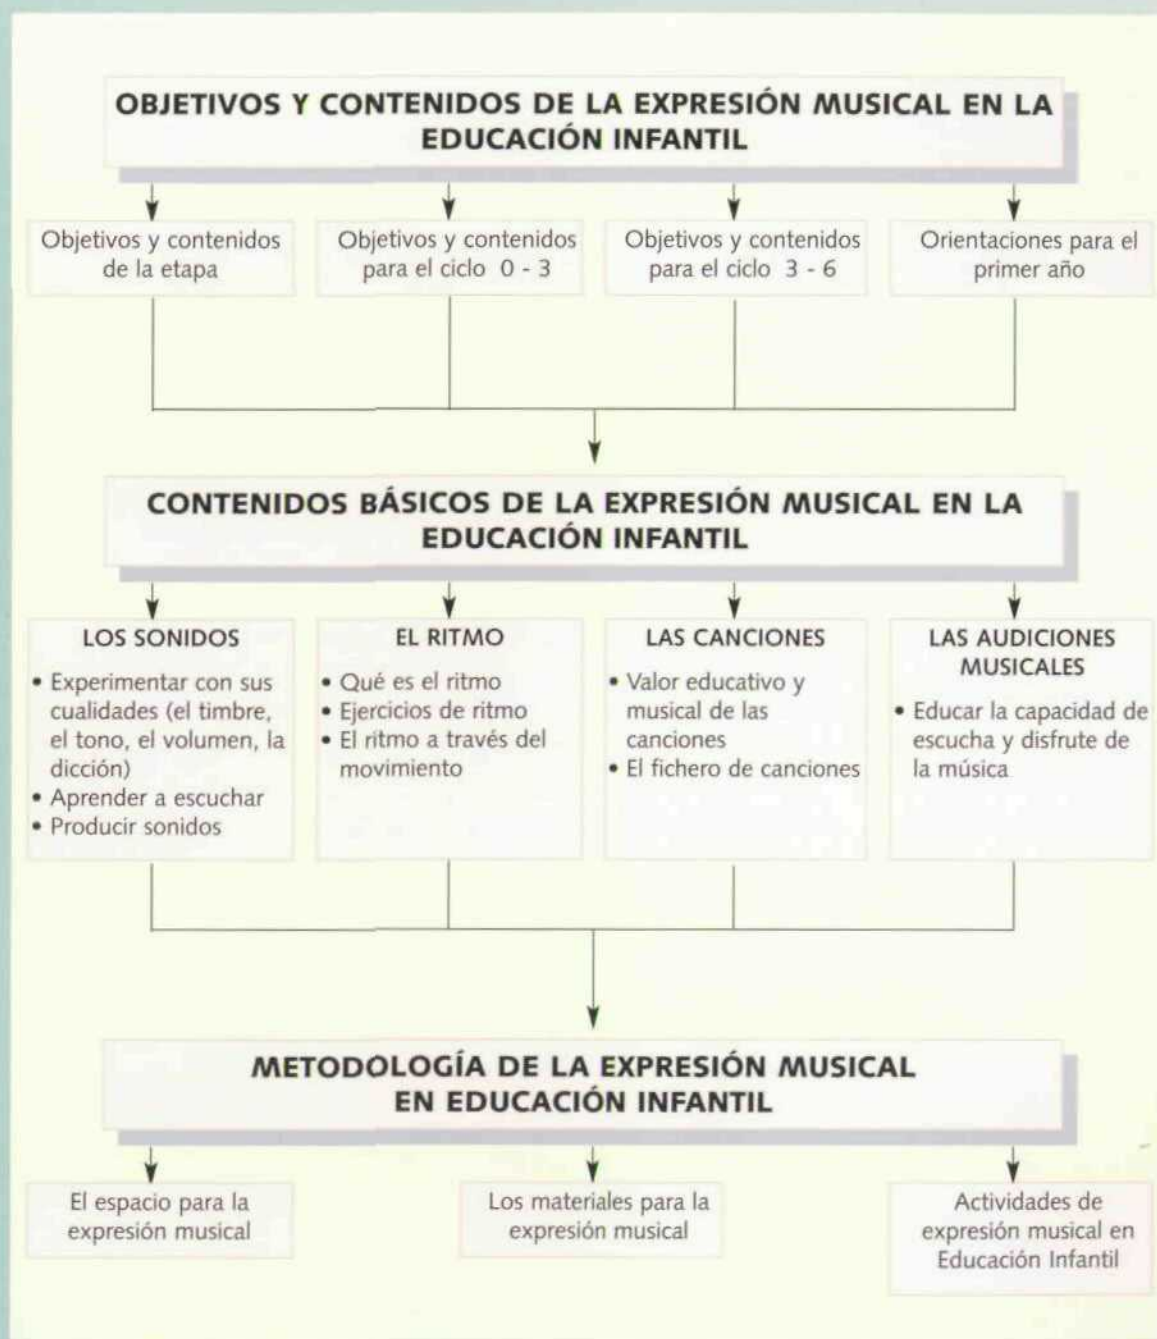 OBJETIVOS Y CONTENIDOS DE LA EXPRESIÓN MUSICAL EN LA
EDUCACIÓN INFANTIL
Objetivos y contenidos
de la etapa
Objetivos y contenidos
para el ciclo 0 - 3
Objetivos y contenidos
para el ciclo 3 - 6
Orientaciones para el
primer año
CONTENIDOS BÁSICOS DE LA EXPRESIÓN MUSICAL EN LA
EDUCACIÓN INFANTIL
LOS SONIDOS
• Experimentar con sus
cualidades (el timbre,
el tono, el volumen, la
dicción)
• Aprender a escuchar
• Producir sonidos
EL RITMO
• Qué es el ritmo
• Ejercicios de ritmo
• El ritmo a través del
movimiento
LAS CANCIONES
• Valor educativo y
musical de las
canciones
• El fichero de canciones
LAS AUDICIONES
MUSICALES
• Educar la capacidad de
escucha y disfrute de
la música
METODOLOGÍA DE LA EXPRESIÓN MUSICAL
EN EDUCACIÓN INFANTIL
El espacio para la
expresión musical
Los materiales para la
expresión musical
Actividades de
expresión musical en
Educación Infantil